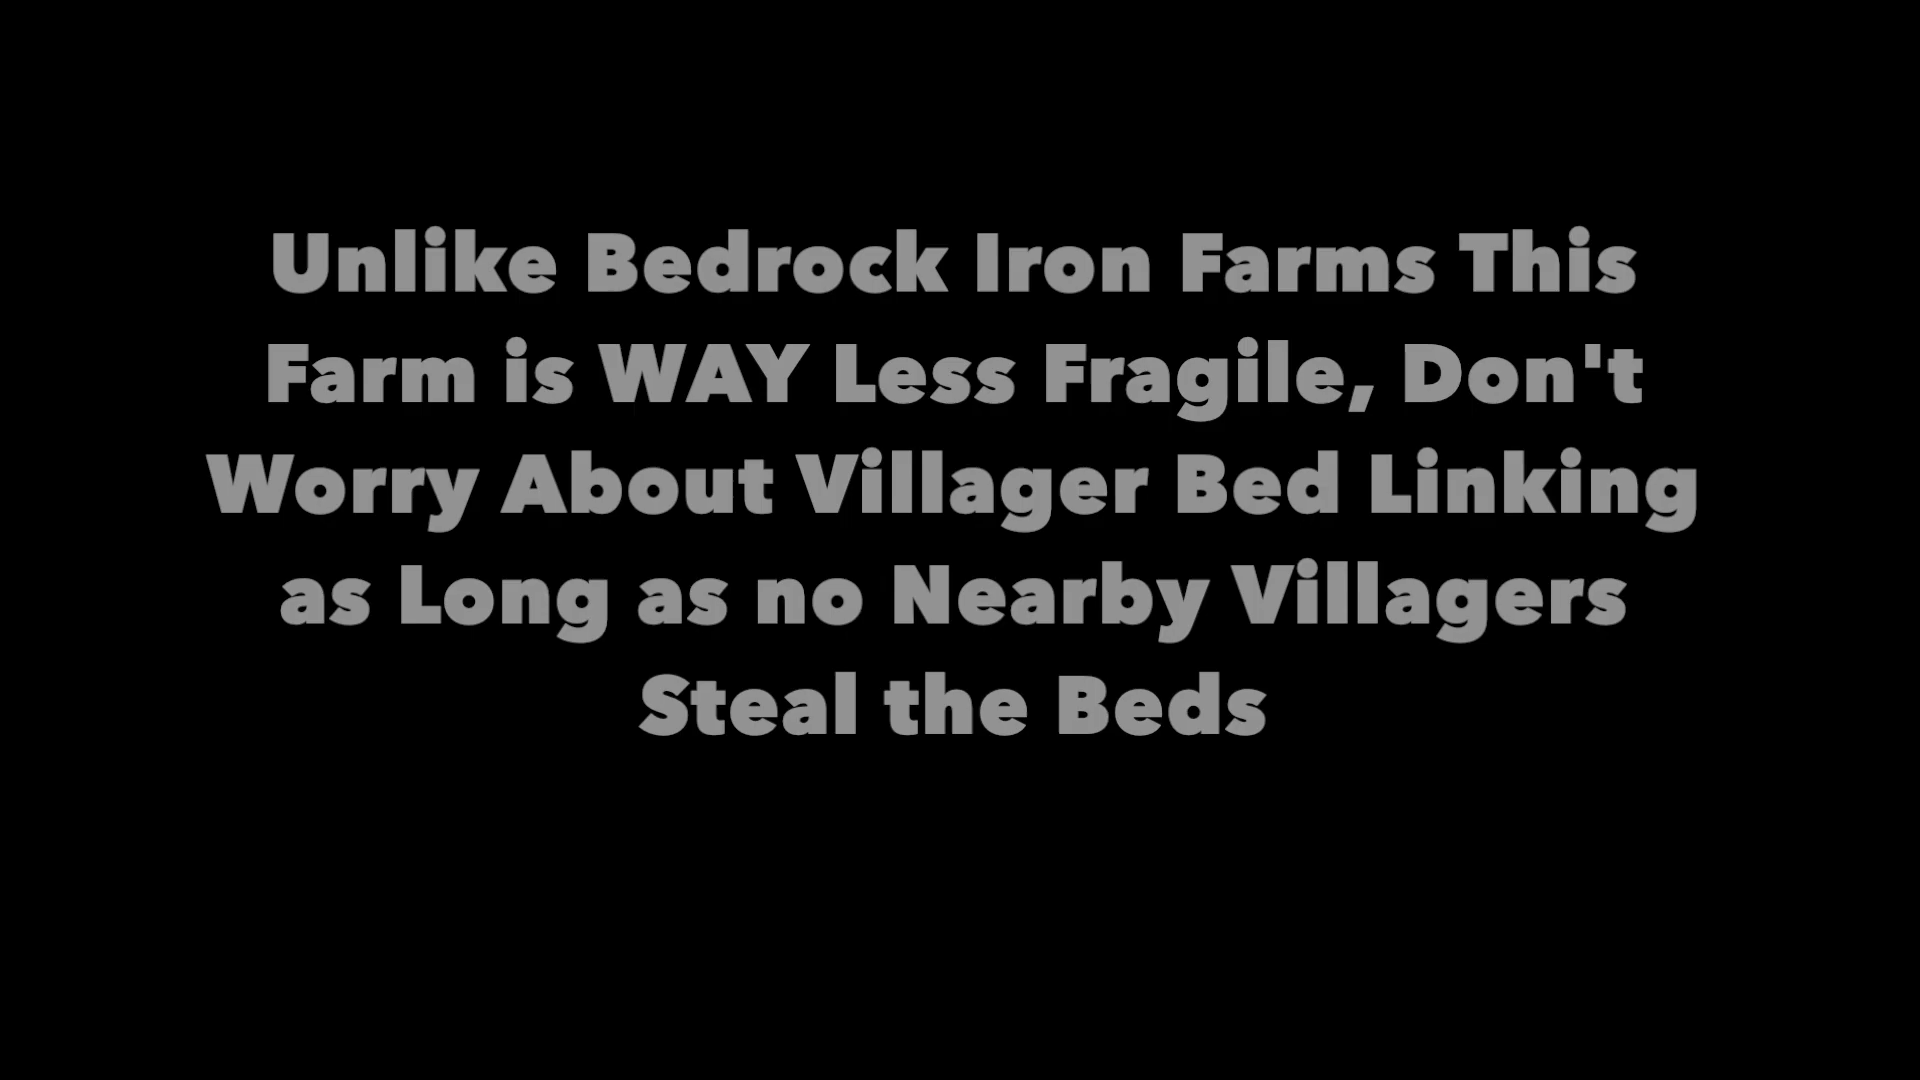 Unlike Bedrock Iron Farms This
Farm is WAY Less Fragile, Don't
Worry About Villager Bed Linking
as Long as no Nearby Villagers
Steal the Beds